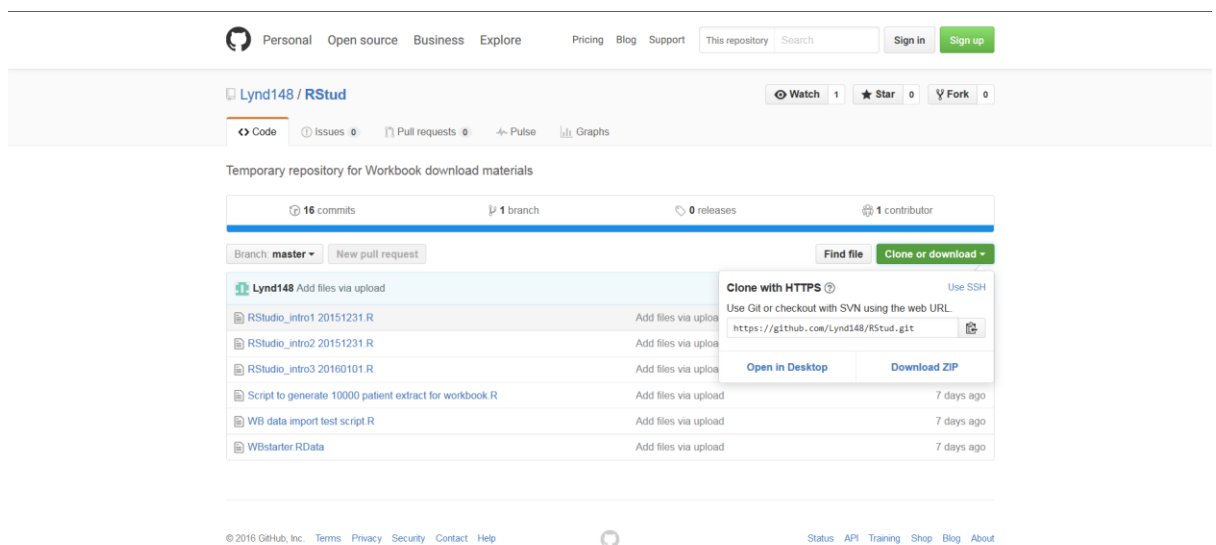 Personal Open source Business Explore Pricing Blog Support This repository Search Sign in Sign up
Lynd148 / RStud Watch 1 Star 0 Fork 0
Code Issues 0 Pull requests 0 Pulse Graphs
Temporary repository for Workbook download materials
16 commits 1 branch 0 releases 1 contributor
Branch: master New pull request Find file Clone or download
Lynd148 Add files via upload
Clone with HTTPS Use SSH
Use Git or checkout with SVN using the web URL.
https://github.com/Lynd148/RStud.git
Open in Desktop Download ZIP
RStudio_intro1 20151231.R Add files via uploa
RStudio_intro2 20151231.R Add files via uploa
RStudio_intro3 20160101.R Add files via uploa
Script to generate 10000 patient extract for workbook.R Add files via upload 7 days ago
WB data import test script.R Add files via upload 7 days ago
WBstarter.RData Add files via upload 7 days ago
© 2016 GitHub, Inc. Terms Privacy Security Contact Help Status API Training Shop Blog About